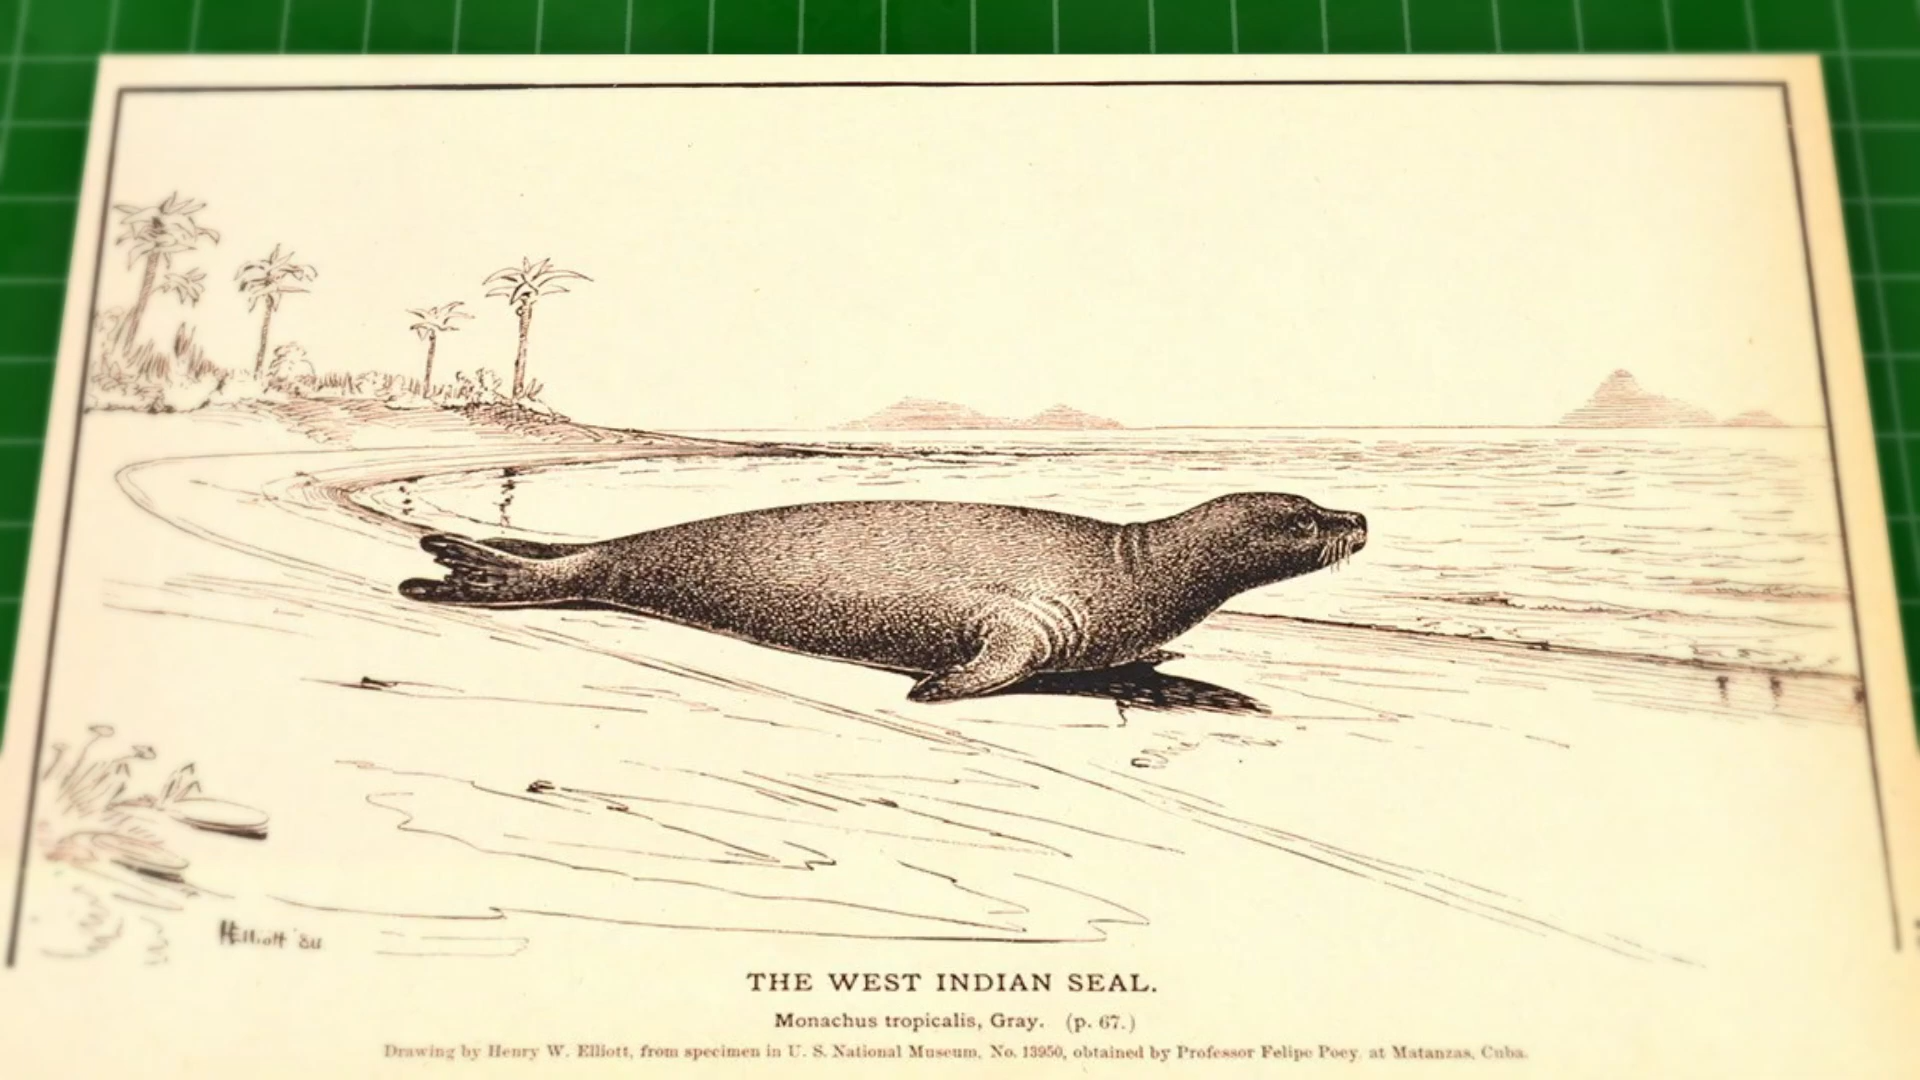 HElliott '84
THE WEST INDIAN SEAL.
Monachus tropicalis, Gray. (p. 67.)
Drawing by Henry W. Elliott, from specimen in U. S. National Museum, No. 13950, obtained by Professor Felipe Poey, at Matanzas, Cuba.